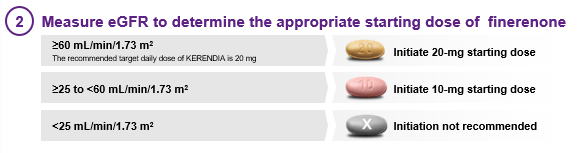 2 Measure eGFR to determine the appropriate starting dose of finerenone
≥60 mL/min/1.73 m²
The recommended target daily dose of KERENDIA is 20 mg
20 Initiate 20-mg starting dose
≥25 to <60 mL/min/1.73 m²
10 Initiate 10-mg starting dose
<25 mL/min/1.73 m²
X Initiation not recommended